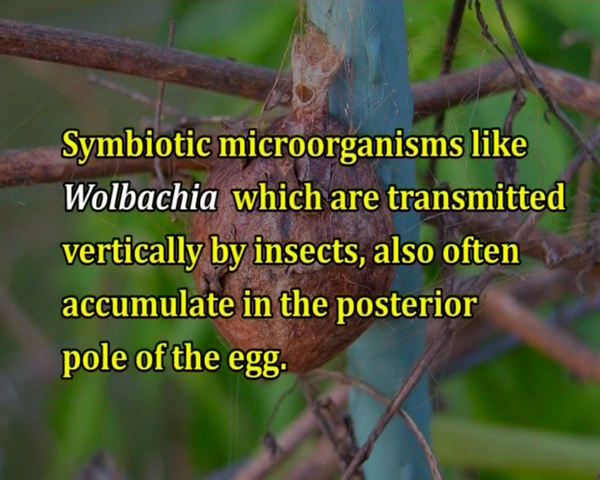 Symbiotic microorganisms like
Wolbachia which are transmitted
vertically by insects, also often
accumulate in the posterior
pole of the egg.